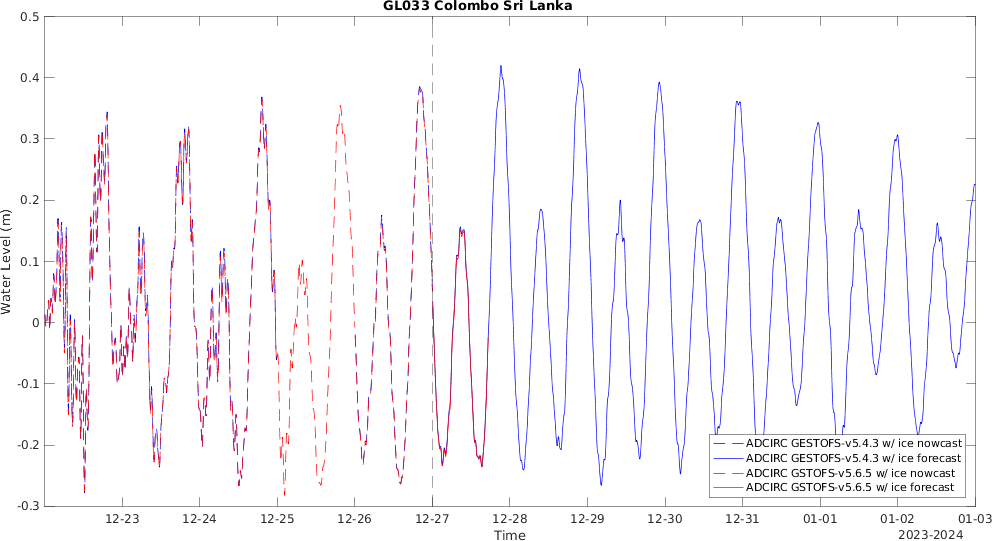 GL033 Colombo Sri Lanka
0.5
0.4
0.3
0.2
0.1
0
-0.1
-0.2
-0.3
Water Level (m)
ADCIRC GESTOFS-v5.4.3 w/ ice nowcast
ADCIRC GESTOFS-v5.4.3 w/ ice forecast
ADCIRC GSTOFS-v5.6.5 w/ ice nowcast
ADCIRC GSTOFS-v5.6.5 w/ ice forecast
12-23 12-24 12-25 12-26 12-27 12-28 12-29 12-30 12-31 01-01 01-02 01-03
Time
2023-2024